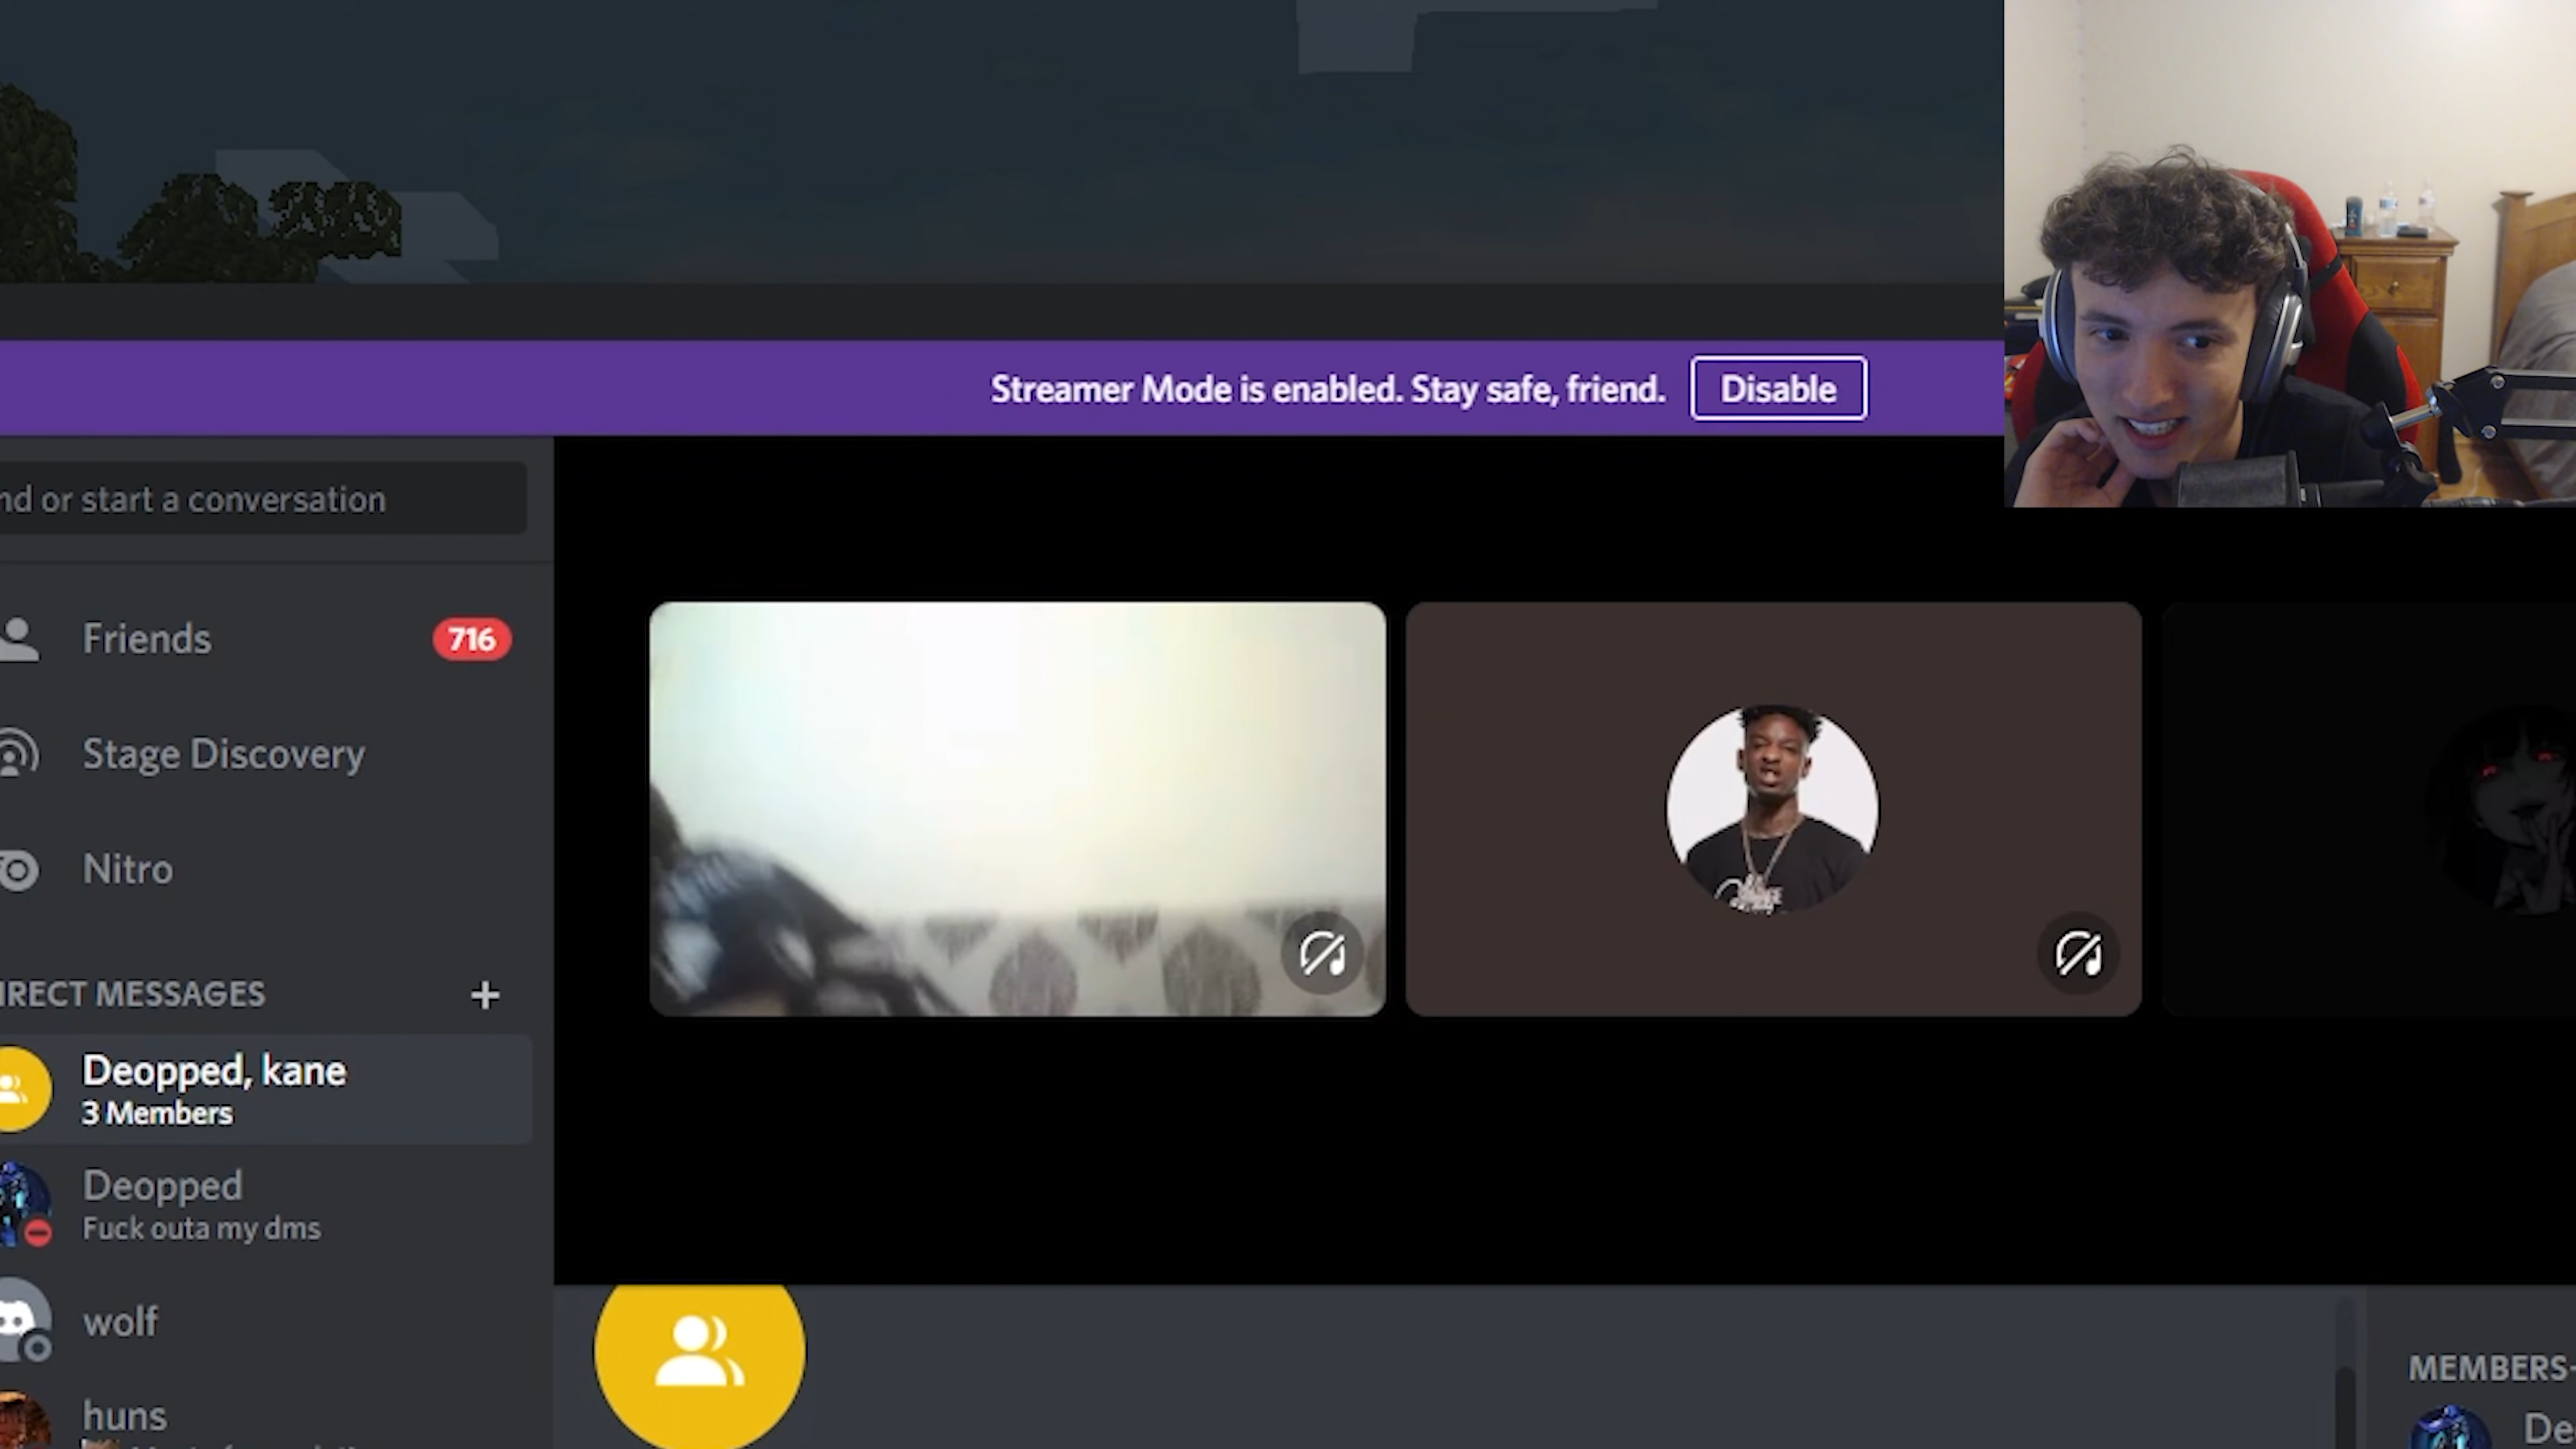 Streamer Mode is enabled. Stay safe, friend. Disable
nd or start a conversation
Friends 716
Stage Discovery
Nitro
IRECT MESSAGES +
Deopped, kane
3 Members
Deopped
Fuck outa my dms
wolf
huns
MEMBERS-
De